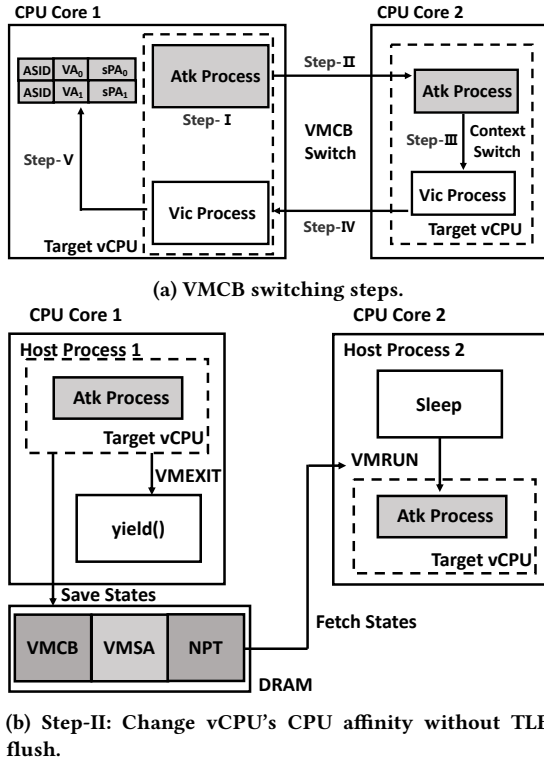 CPU Core 1
CPU Core 2
ASID VA₀ sPA₀
ASID VA₁ sPA₁
Atk Process
Step- I
Step-Ⅱ
VMCB
Switch
Atk Process
Step-Ⅲ
Context
Switch
Vic Process
Target vCPU
Step-Ⅴ
Vic Process
Target vCPU
Step-Ⅳ
(a) VMCB switching steps.
CPU Core 1
CPU Core 2
Host Process 1
Atk Process
Target vCPU
VMEXIT
yield()
Save States
VMCB VMSA NPT
DRAM
Fetch States
Host Process 2
Sleep
VMRUN
Atk Process
Target vCPU
(b) Step-II: Change vCPU's CPU affinity without TLB
flush.